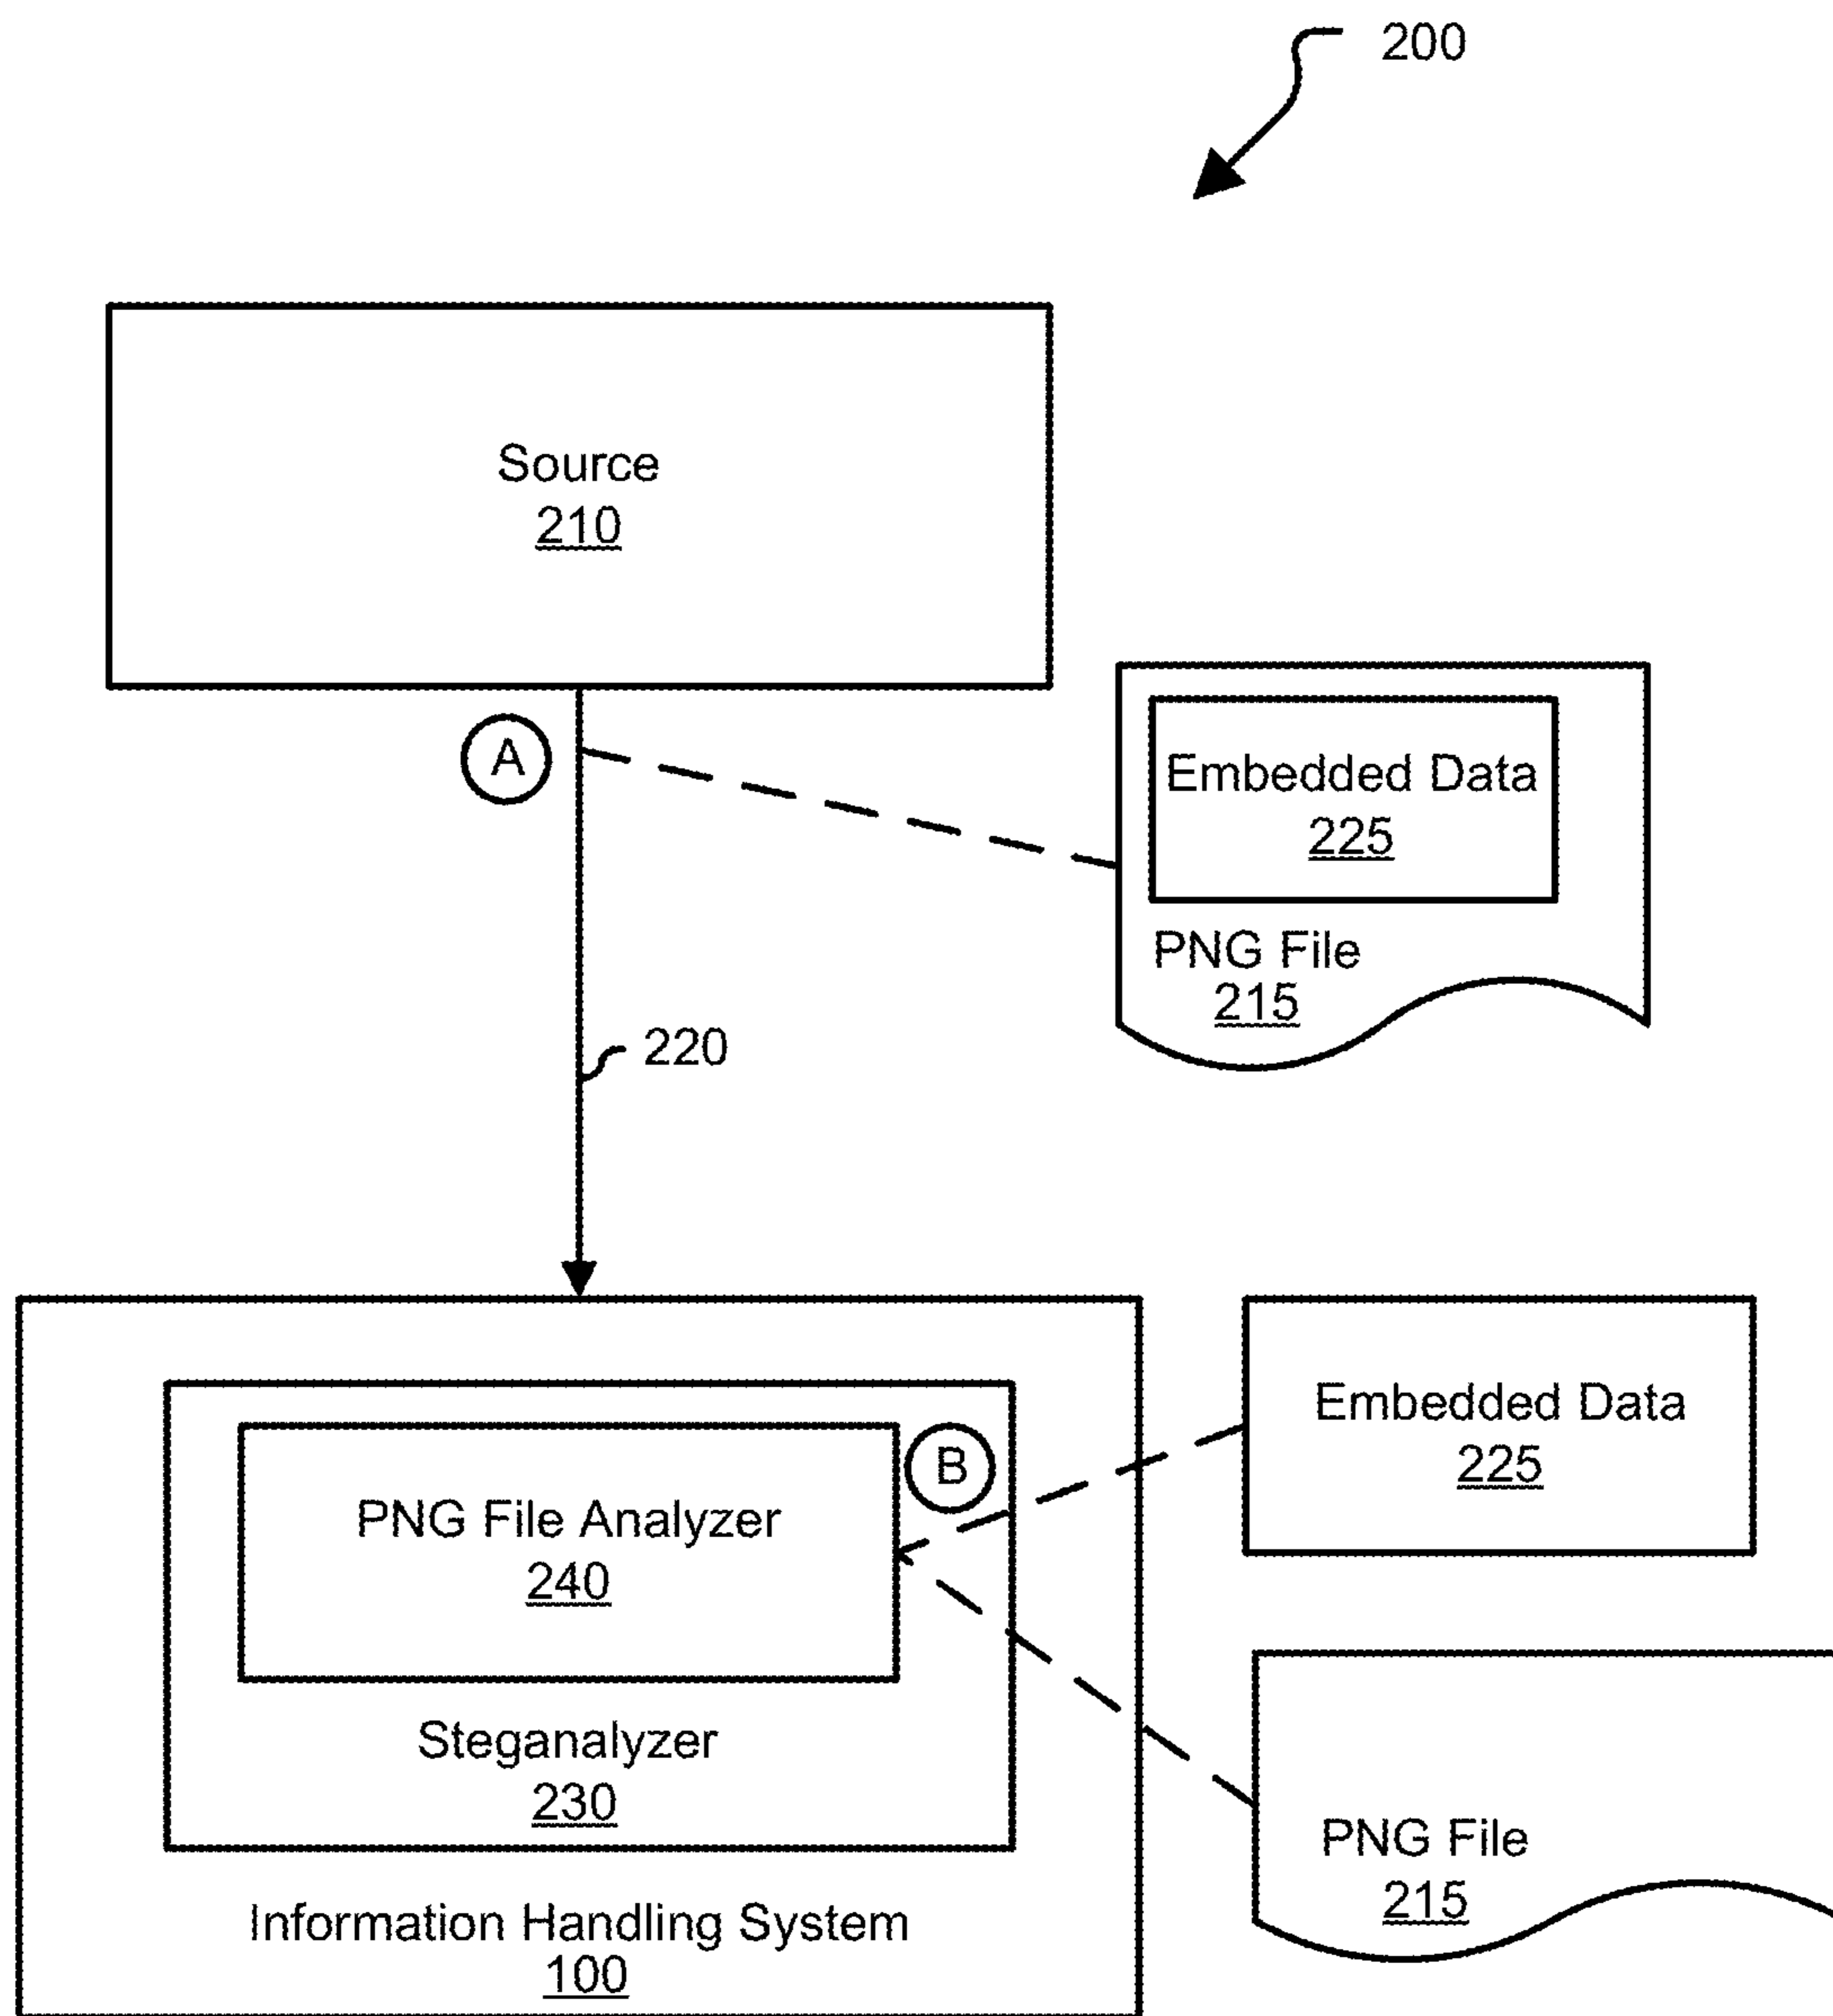 200
Source
210
A
Embedded Data
225
PNG File
215
220
Embedded Data
225
B
PNG File Analyzer
240
Steganalyzer
230
PNG File
215
Information Handling System
100